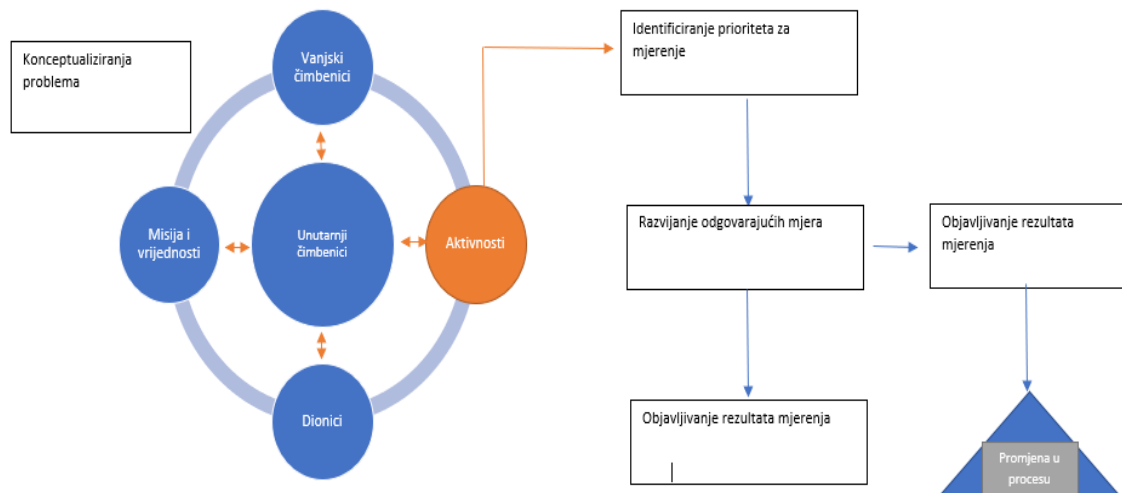 Konceptualiziranja
problema
Vanjski
čimbenici
Misija i
vrijednosti
Unutarnji
čimbenici
Aktivnosti
Dionici
Identificiranje prioriteta za
mjerenje
Razvijanje odgovarajućih mjera
Objavljivanje rezultata
mjerenja
Objavljivanje rezultata mjerenja
Promjena u
procesu